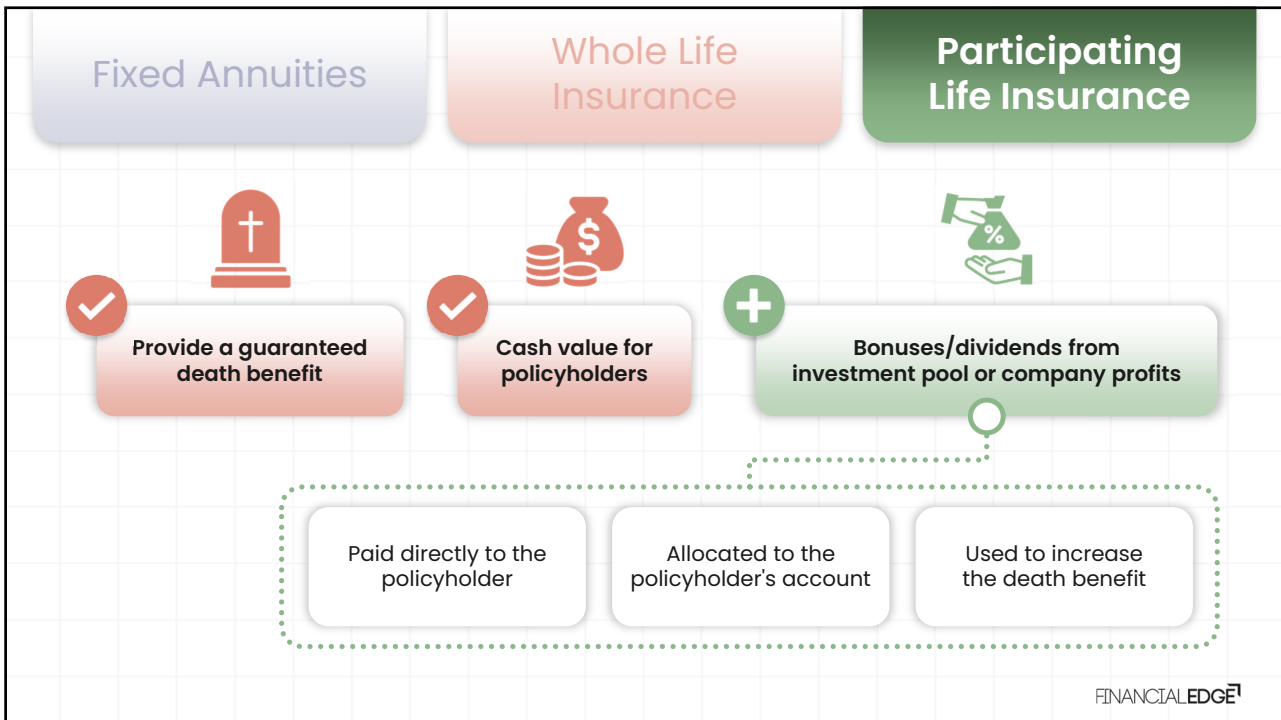 Fixed Annuities
Whole Life
Insurance
Participating
Life Insurance
$
%
Provide a guaranteed
death benefit
Cash value for
policyholders
Bonuses/dividends from
investment pool or company profits
Paid directly to the
policyholder
Allocated to the
policyholder's account
Used to increase
the death benefit
FINANCIALEDGE